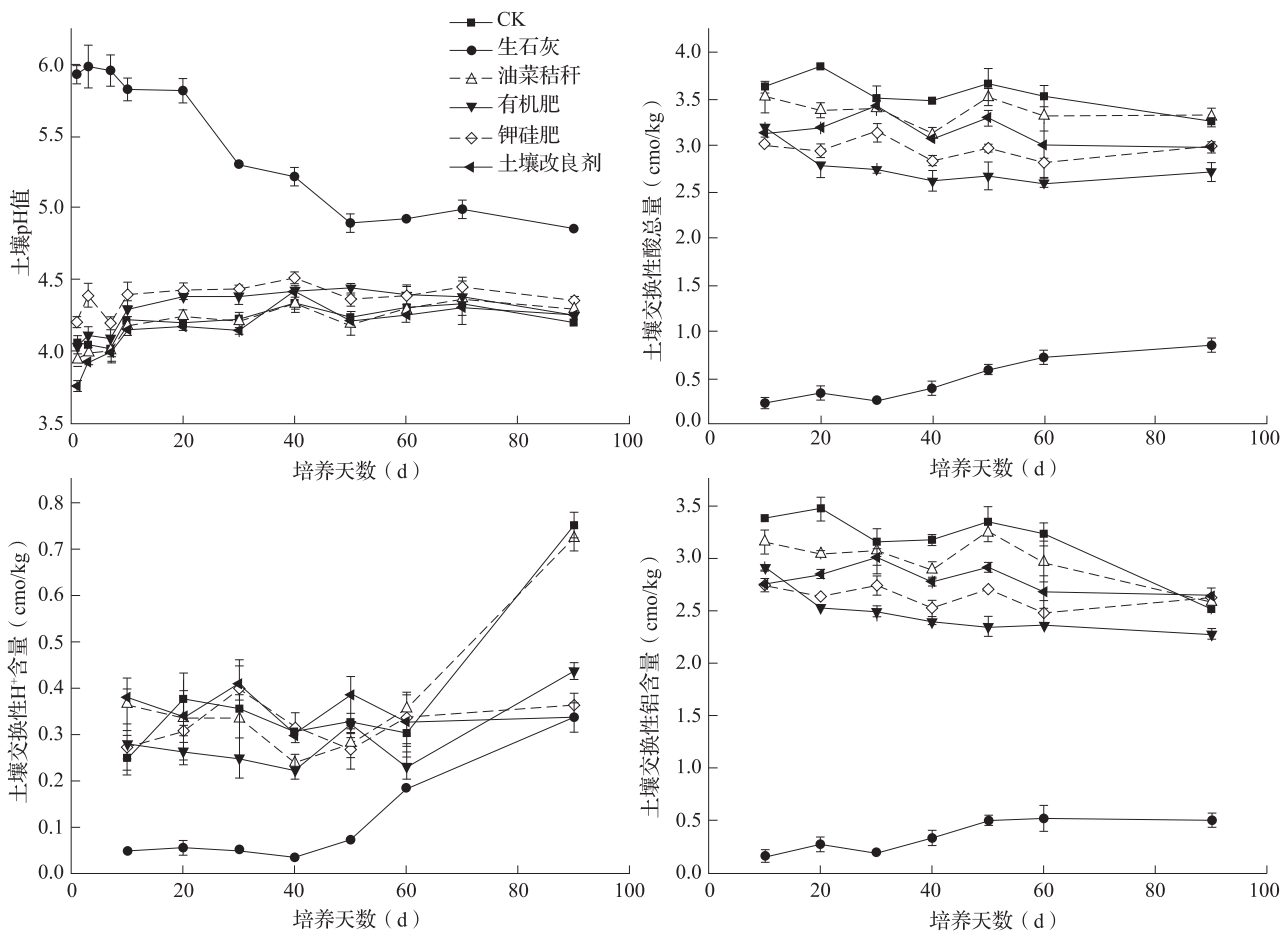 CK
生石灰
油菜秸秆
有机肥
钾硅肥
土壤改良剂
土壤pH值
6.0
5.5
5.0
4.5
4.0
3.5
0 20 40 60 80 100
培养天数（d）
土壤交换性酸总量（cmo/kg）
4.0
3.5
3.0
2.5
2.0
1.5
1.0
0.5
0.0
0 20 40 60 80 100
培养天数（d）
土壤交换性H⁺含量（cmo/kg）
0.8
0.7
0.6
0.5
0.4
0.3
0.2
0.1
0.0
0 20 40 60 80 100
培养天数（d）
土壤交换性铝含量（cmo/kg）
3.5
3.0
2.5
2.0
1.5
1.0
0.5
0.0
0 20 40 60 80 100
培养天数（d）